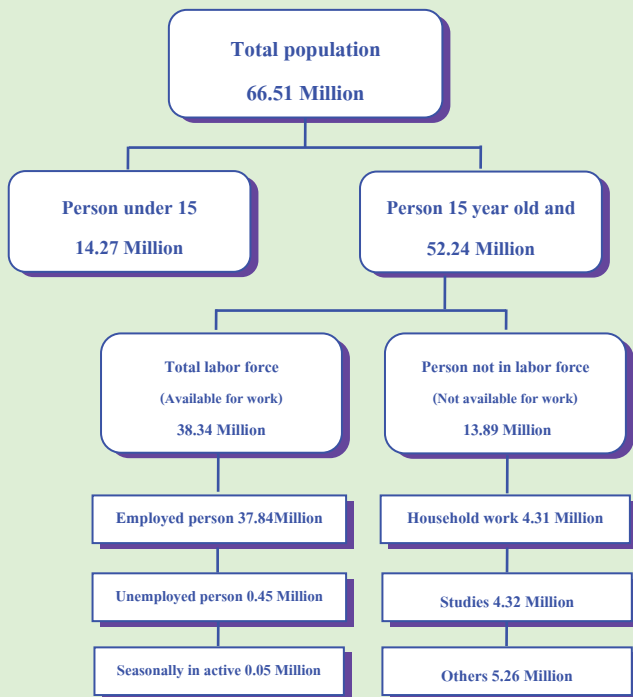 Total population
66.51 Million
Person under 15
14.27 Million
Person 15 year old and
52.24 Million
Total labor force
(Available for work)
38.34 Million
Person not in labor force
(Not available for work)
13.89 Million
Employed person 37.84Million
Household work 4.31 Million
Unemployed person 0.45 Million
Studies 4.32 Million
Seasonally in active 0.05 Million
Others 5.26 Million